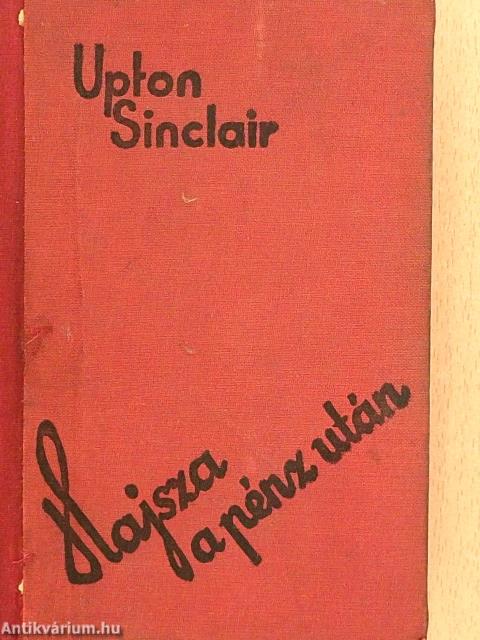 Upton
Sinclair
Hajsza
a pénz után
Antikvárium.hu